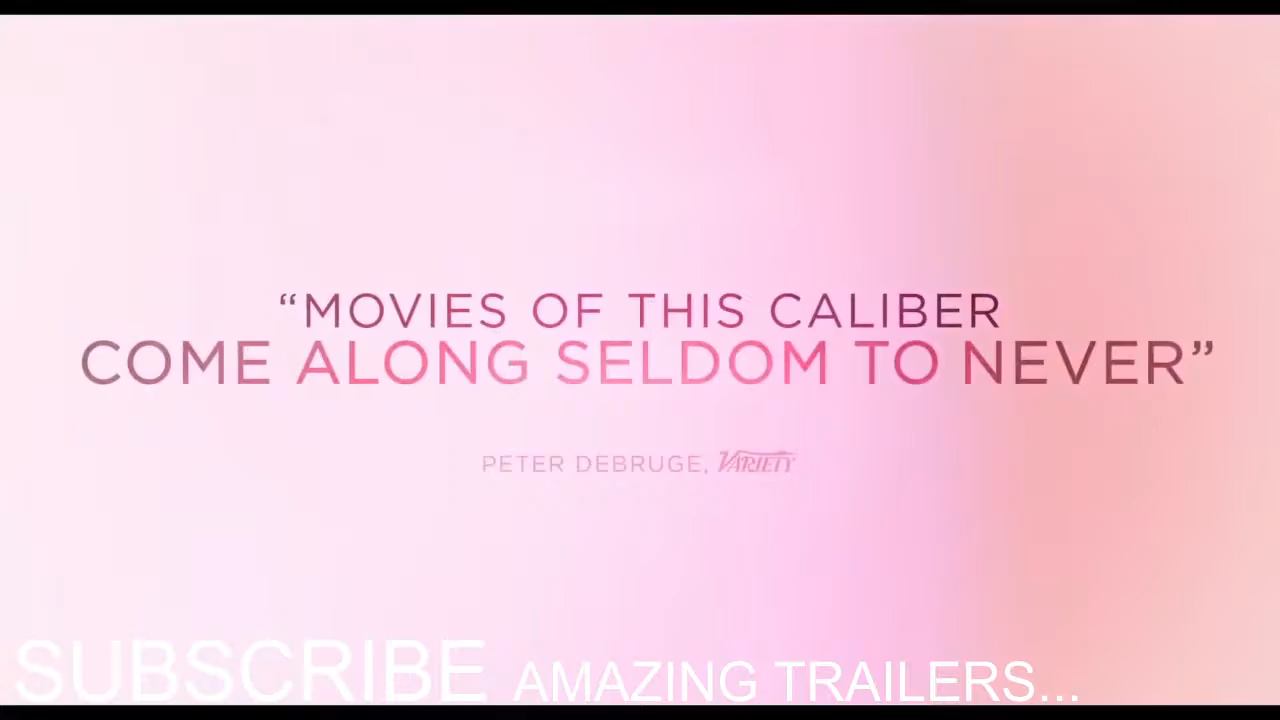 “MOVIES OF THIS CALIBER
COME ALONG SELDOM TO NEVER”
PETER DEBRUGE, VARIETY
SUBSCRIBE AMAZING TRAILERS...